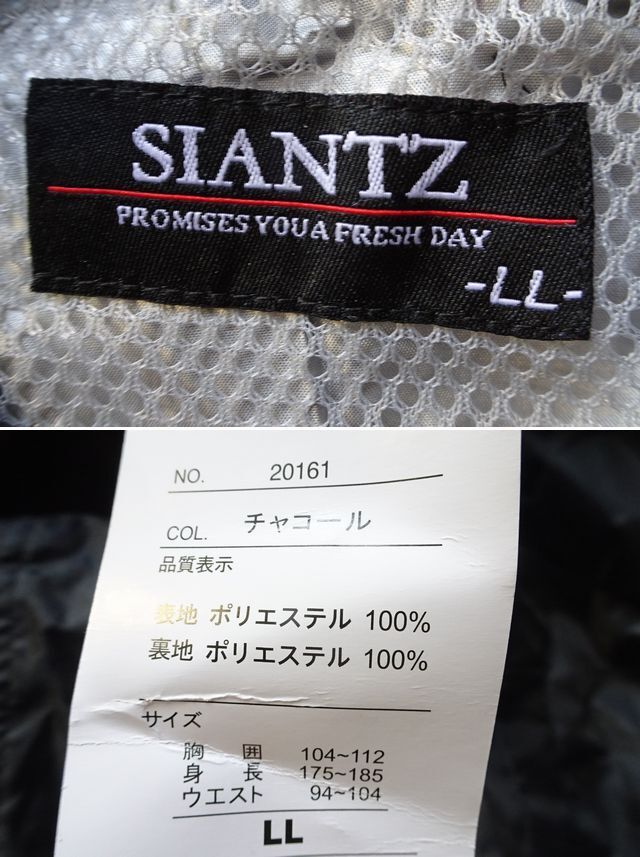 SIANTZ
PROMISES YOU A FRESH DAY
-LL-
NO. 20161
COL. チャコール
品質表示
表地 ポリエステル 100%
裏地 ポリエステル 100%
サイズ
胸 囲 104~112
身 長 175~185
ウエスト 94~104
LL